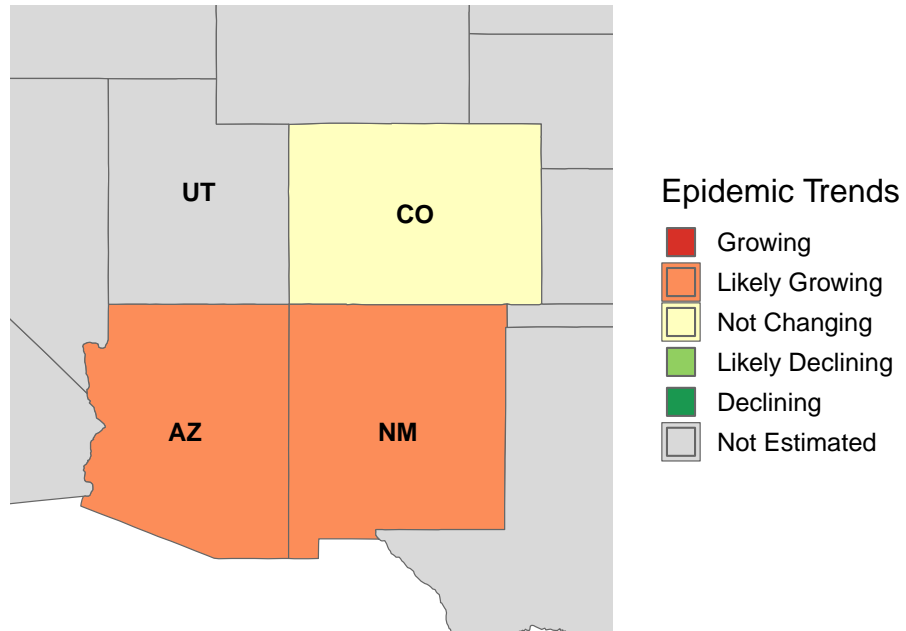 UT
CO
AZ
NM
Epidemic Trends
Growing
Likely Growing
Not Changing
Likely Declining
Declining
Not Estimated